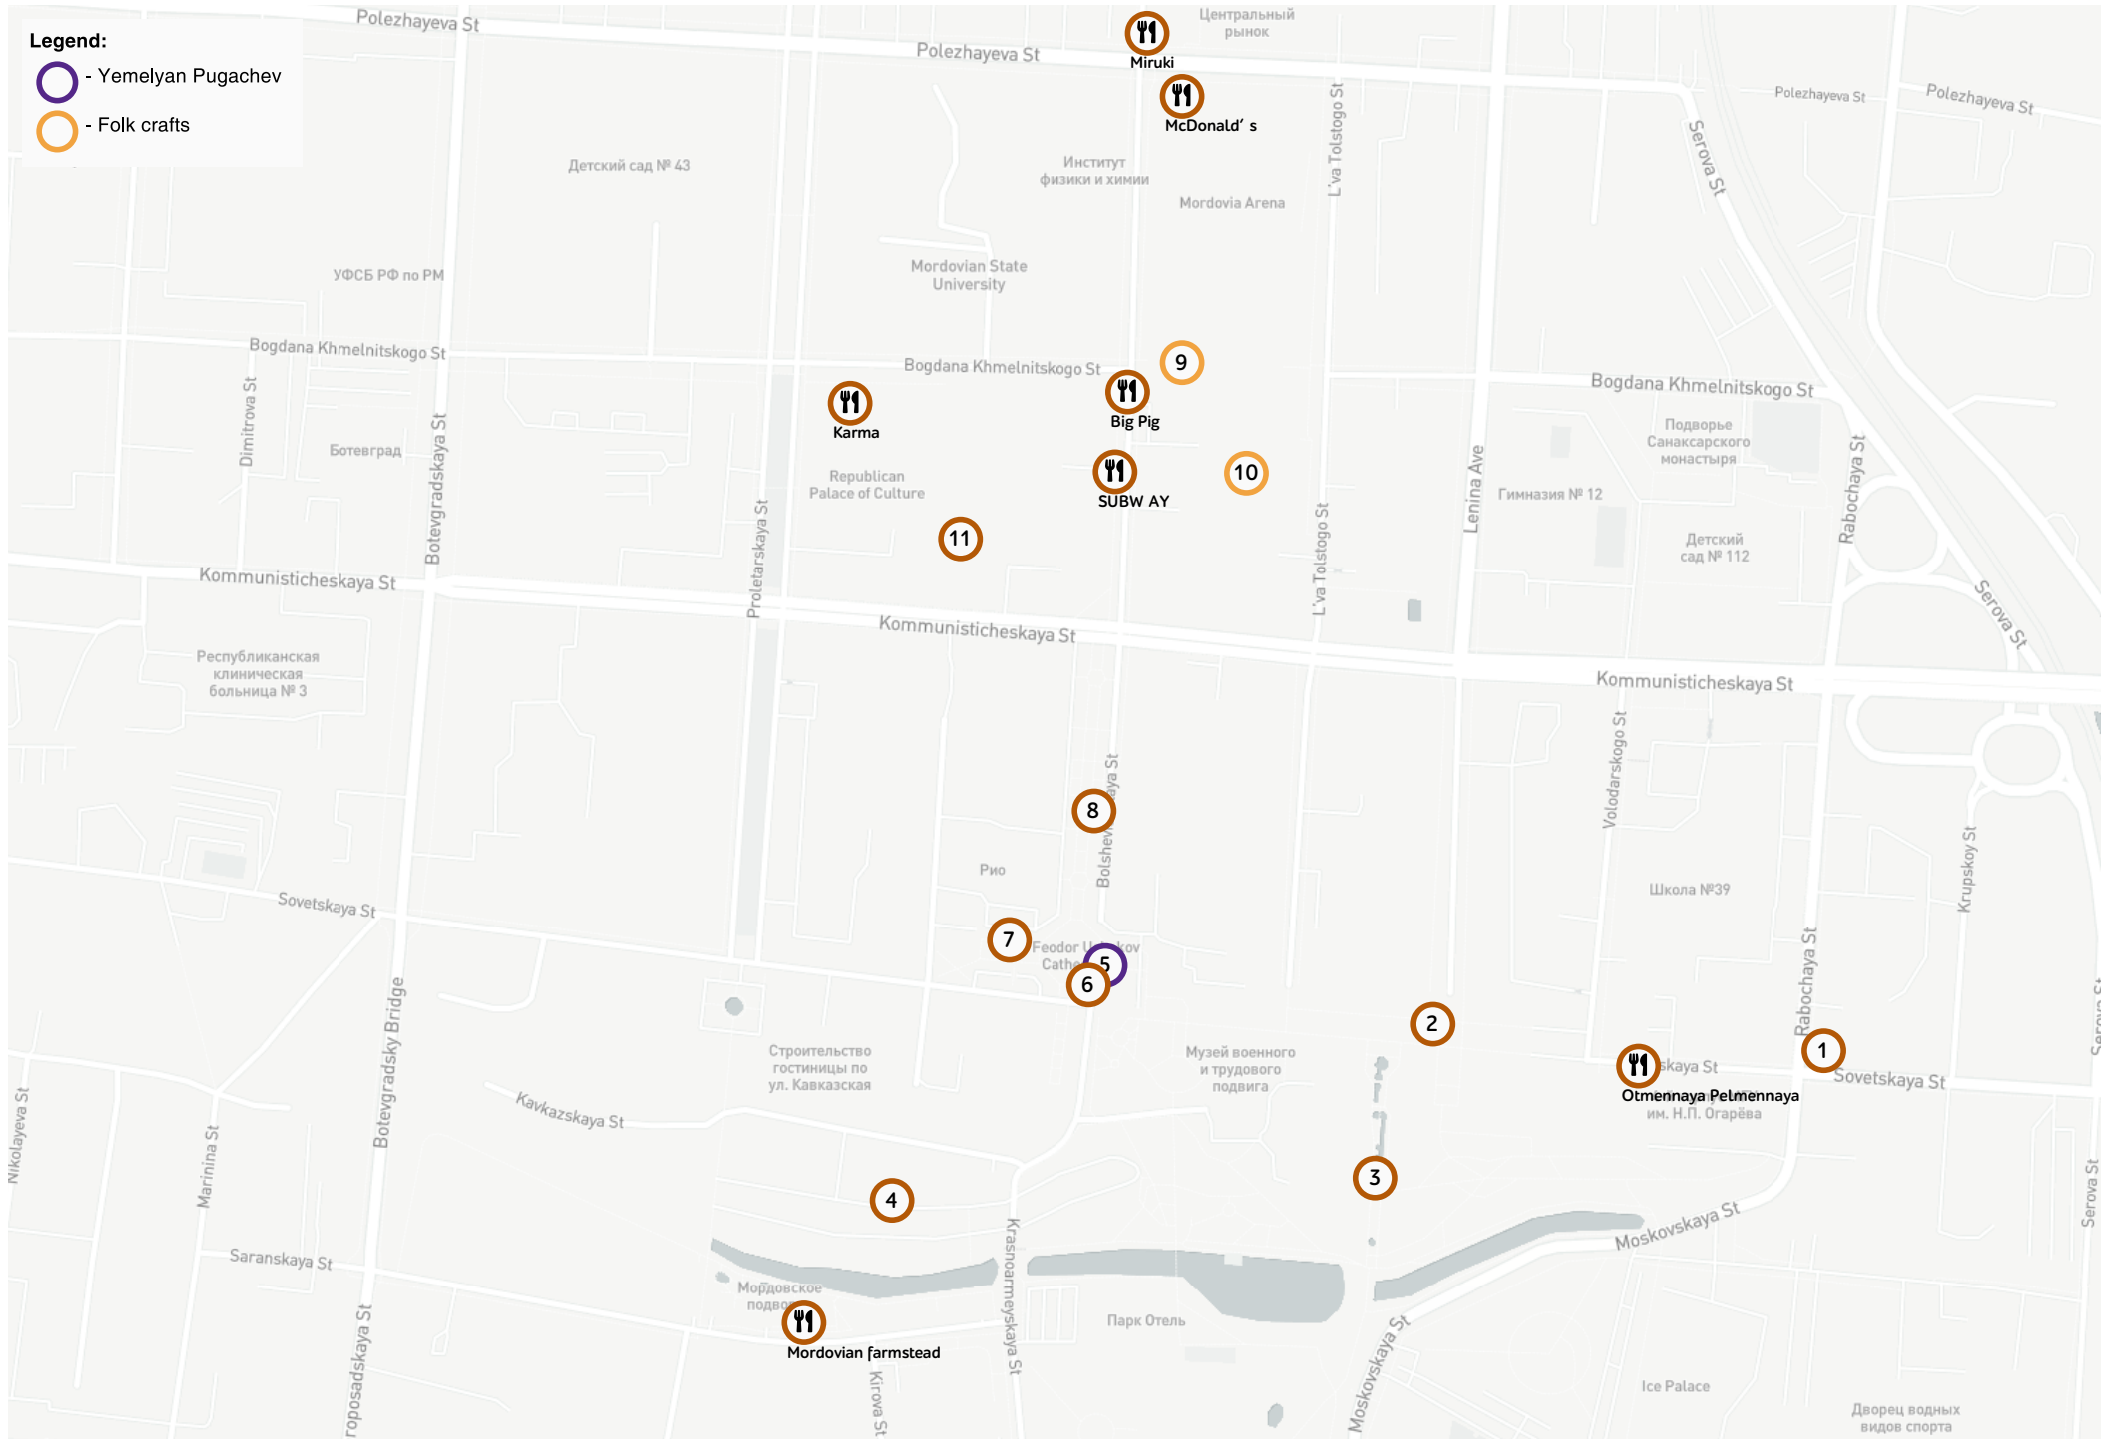 Legend:
- Yemelyan Pugachev
- Folk crafts
Polezhayeva St
Polezhayeva St
Miruki
Центральный
рынок
McDonald' s
Polezhayeva St
Polezhayeva St
Serova St
L'va Tolstogo St
Детский сад № 43
Институт
физики и химии
Mordovia Arena
УФСБ РФ по РМ
Mordovian State
University
Bogdana Khmelnitskogo St
Bogdana Khmelnitskogo St
9
Bogdana Khmelnitskogo St
Dimitrova St
Botevgradskaya St
Ботевград
Karma
Big Pig
Republican
Palace of Culture
SUBW AY
10
Lenina Ave
Гимназия № 12
Подворье
Санаксарского
монастыря
Rabochaya St
Детский
сад № 112
11
Proletarskaya St
L'va Tolstogo St
Serova St
Kommunisticheskaya St
Kommunisticheskaya St
Kommunisticheskaya St
Республиканская
клиническая
больница № 3
Volodarskogo St
8
Рио
Школа №39
Krupskoy St
Sovetskaya St
7
Feodor
5
6
Rabochaya St
2
1
skaya St
Sovetskaya St
Otmennaya Pelmennaya
им. Н.П. Огарёва
Botevgradsky Bridge
Строительство
гостиницы по
ул. Кавказская
Музей военного
и трудового
подвига
Kavkazskaya St
Nikolayeva St
Marinina St
4
3
Serova St
Moskovskaya St
Saranskaya St
Krasnoarmeyskaya St
Мордовское
Mordovian farmstead
Парк Отель
Moskovskaya St
Kirova St
roposadskaya St
Ice Palace
Дворец водных
видов спорта